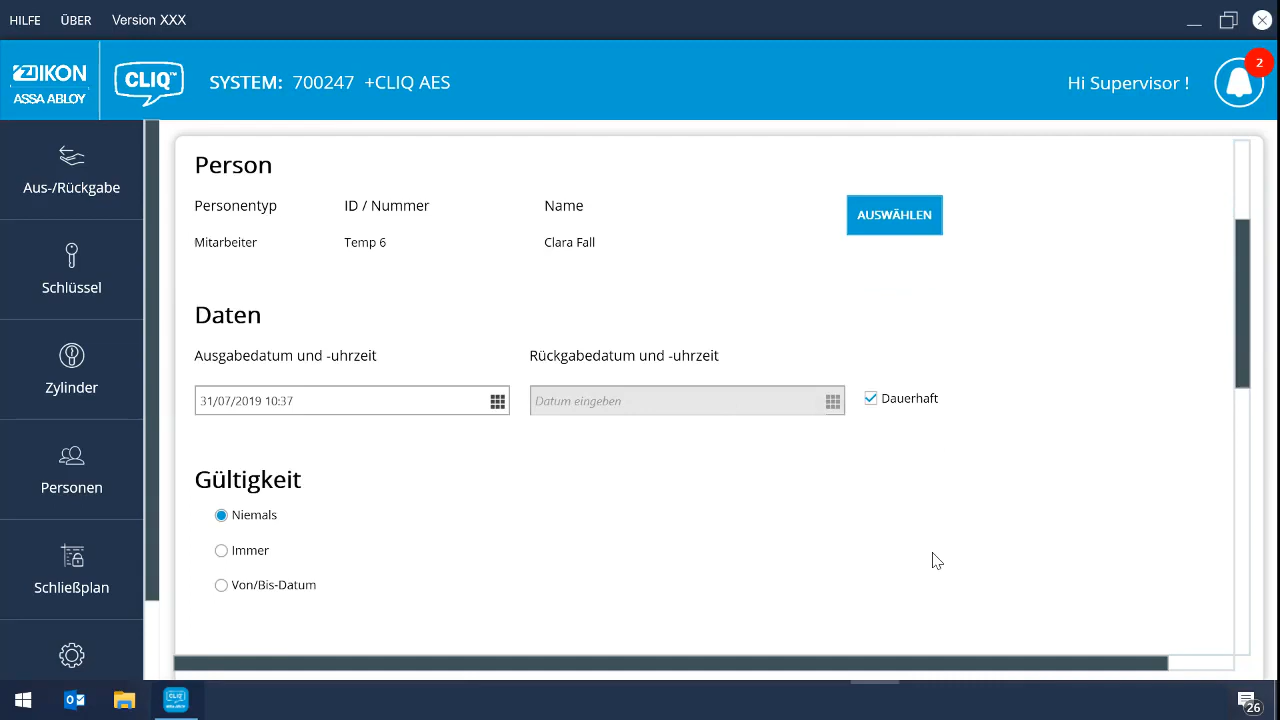 HILFE ÜBER Version XXX
IKON
ASSA ABLOY
CLIQ™
SYSTEM: 700247 +CLIQ AES
Hi Supervisor !
2
Aus-/Rückgabe
Schlüssel
Zylinder
Personen
Schließplan
Person
Personentyp ID / Nummer Name
AUSWÄHLEN
Mitarbeiter Temp 6 Clara Fall
Daten
Ausgabedatum und -uhrzeit Rückgabedatum und -uhrzeit
31/07/2019 10:37 Datum eingeben Dauerhaft
Gültigkeit
Niemals
Immer
Von/Bis-Datum
CLIQ
26